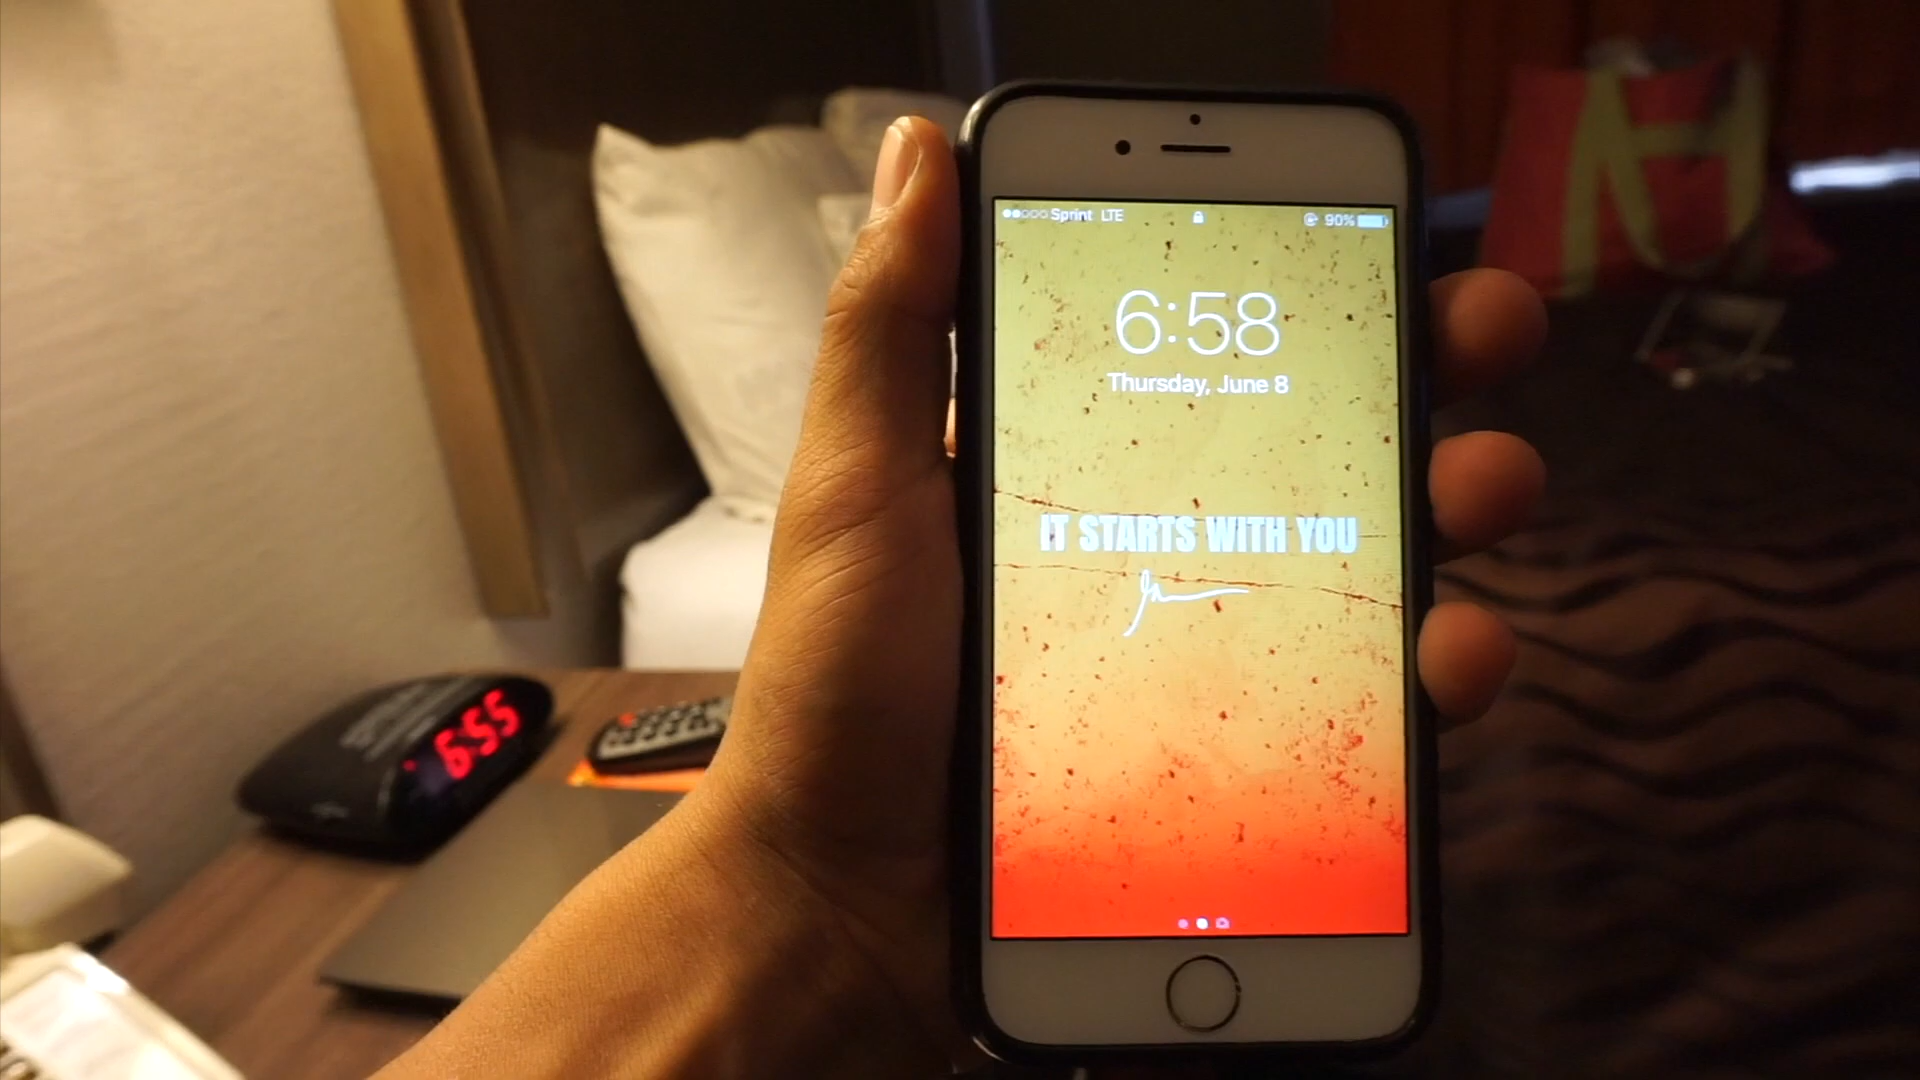 Sprint LTE 90%
6:58
Thursday, June 8
IT STARTS WITH YOU
6:55